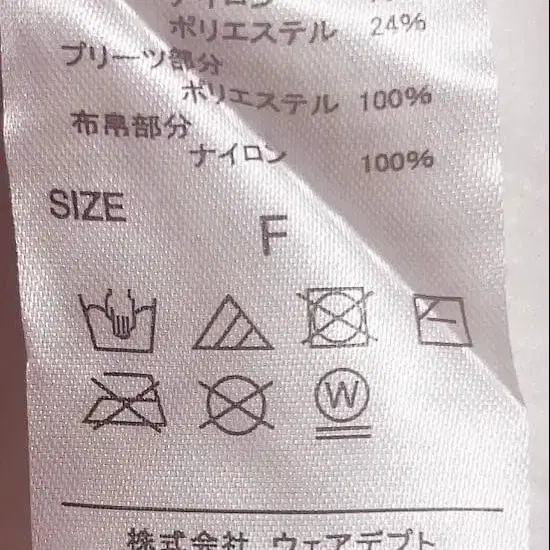 ポリエステル 24%
プリーツ部分
ポリエステル 100%
布帛部分
ナイロン 100%
SIZE
F
W
株式会社 ウェアデプト